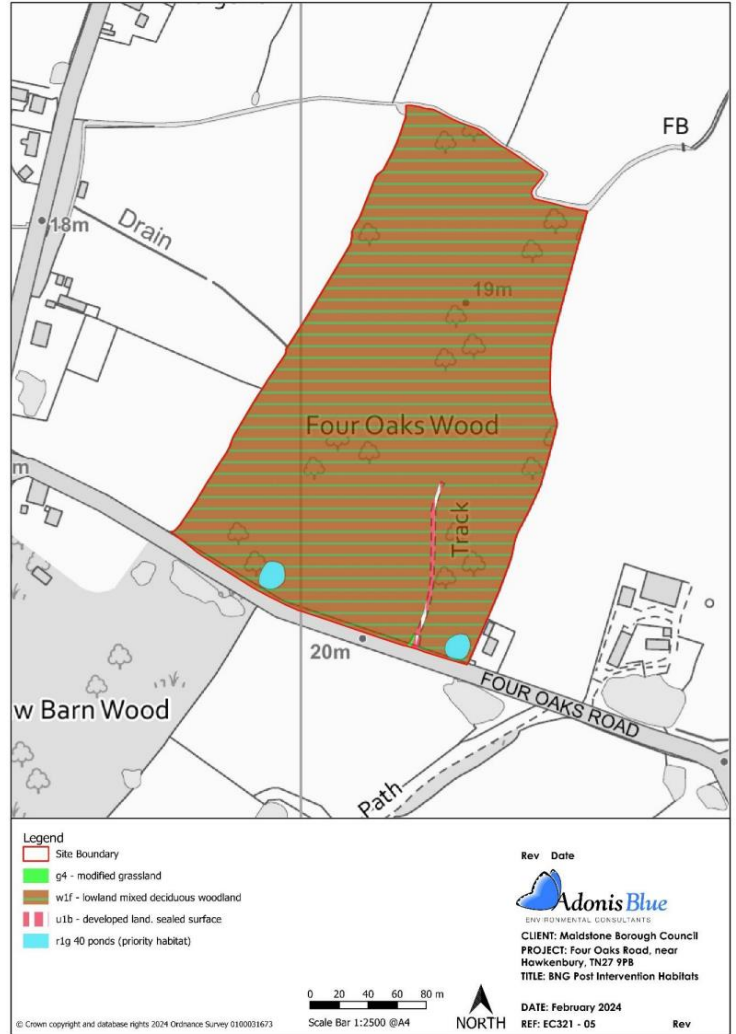 FB
18m
Drain
19m
Four Oaks Wood
m
Track
20m
FOUR OAKS ROAD
w Barn Wood
Path
Legend
Site Boundary
g4 - modified grassland
w1f - lowland mixed deciduous woodland
u1b - developed land. sealed surface
r1g 40 ponds (priority habitat)
Rev Date
Adonis Blue
ENVIRONMENTAL CONSULTANTS
CLIENT: Maidstone Borough Council
PROJECT: Four Oaks Road, near
Hawkenbury, TN27 9PB
TITLE: BNG Post Intervention Habitats
0 20 40 60 80 m
Scale Bar 1:2500 @A4
NORTH
DATE: February 2024
REF: EC321 - 05 Rev
© Crown copyright and database rights 2024 Ordnance Survey 0100031673